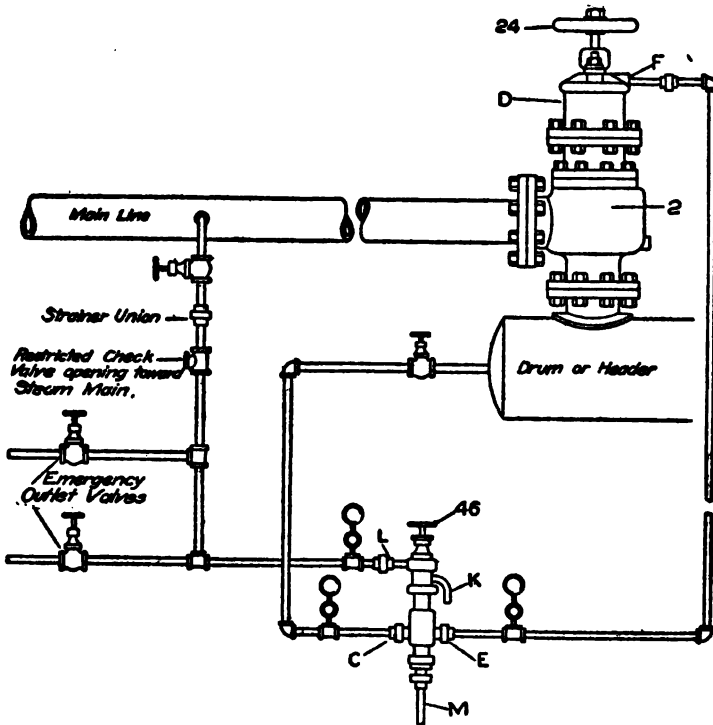 24
F
D
Main Line
2
Strainer Union
Restricted Check
Valve opening toward
Steam Main.
Drum or Header
Emergency
Outlet Valves
46
L
K
C
E
M